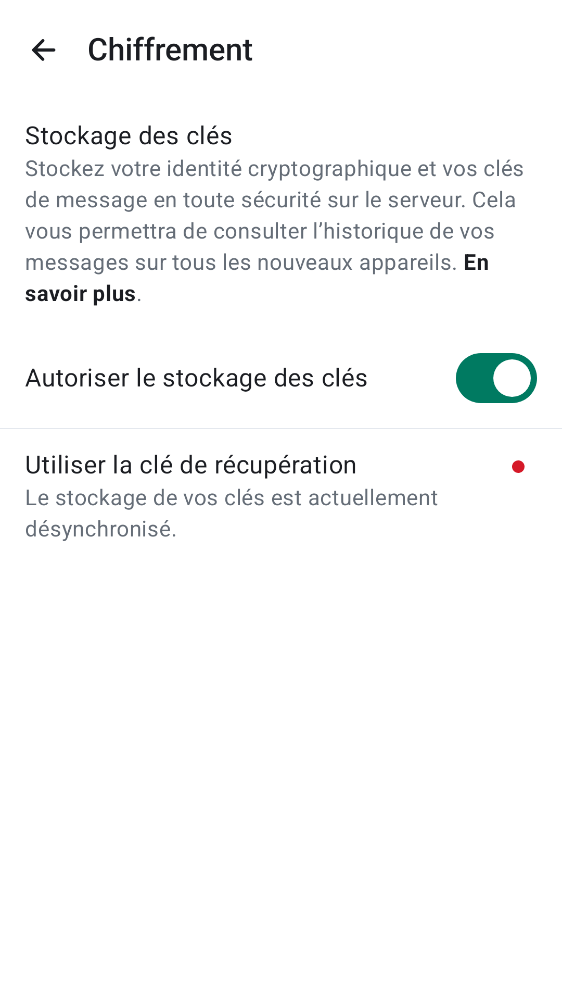 Chiffrement
Stockage des clés
Stockez votre identité cryptographique et vos clés
de message en toute sécurité sur le serveur. Cela
vous permettra de consulter l’historique de vos
messages sur tous les nouveaux appareils. En
savoir plus.
Autoriser le stockage des clés
Utiliser la clé de récupération
Le stockage de vos clés est actuellement
désynchronisé.